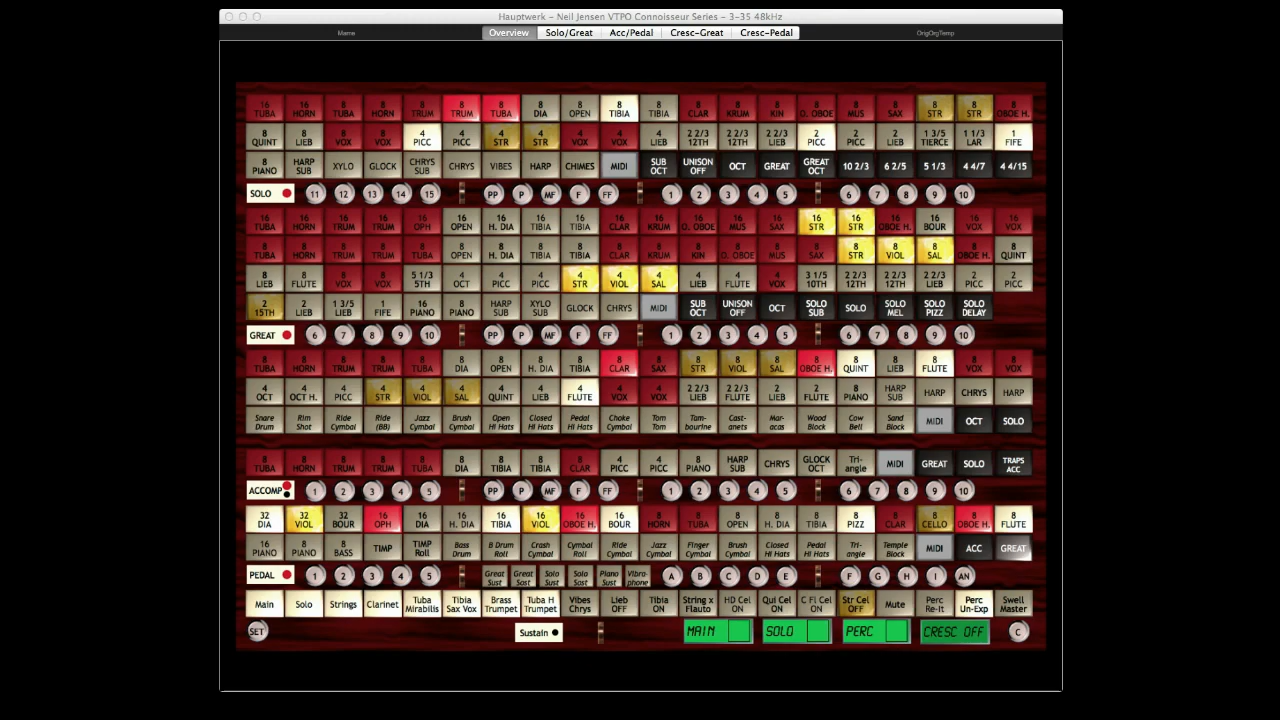 Hauptwerk - Neil Jensen VTPO Connoisseur Series - 3-35 48kHz
Mame Overview Solo/Great Acc/Pedal Cresc-Great Cresc-Pedal OrigOrgTemp
16 16 8 8 8 8 8 8 8 8 8 8 8 8 8 8 8 8 8 8
TUBA HORN TUBA HORN TRUM TRUM TUBA DIA OPEN TIBIA TIBIA CLAR KRUM KIN O. OBOE MUS SAX STR STR OBOE H.
8 8 8 8 4 4 4 4 4 4 4 2 2/3 2 2/3 2 2/3 2 2 2 1 3/5 1 1/3 1
QUINT LIEB VOX VOX PICC PICC STR STR VOX VOX LIEB 12TH 12TH LIEB PICC PICC LIEB TIERCE LAR FIFE
8 PIANO HARP SUB XYLO GLOCK CHRYS SUB CHRYS VIBES HARP CHIMES MIDI SUB OCT UNISON OFF OCT GREAT GREAT OCT 10 2/3 6 2/5 5 1/3 4 4/7 4 4/15
SOLO 11 12 13 14 15 PP P MF F FF 1 2 3 4 5 6 7 8 9 10
16 16 16 16 16 16 16 16 16 16 16 16 16 16 16 16 16 16 16 16
TUBA HORN TRUM TRUM OPH OPEN H. DIA TIBIA TIBIA CLAR KRUM O. OBOE MUS SAX STR STR OBOE H. BOUR VOX VOX
8 8 8 8 8 8 8 8 8 8 8 8 8 8 8 8 8 8 8 8
TUBA HORN TRUM TRUM TUBA OPEN H. DIA TIBIA TIBIA CLAR KRUM KIN O. OBOE MUS SAX STR VIOL SAL OBOE H. QUINT
8 8 8 8 5 1/3 4 4 4 4 4 4 4 4 4 3 1/5 2 2/3 2 2/3 2 2/3 2 2
LIEB FLUTE VOX VOX 5TH OCT PICC PICC STR VIOL SAL LIEB FLUTE VOX 10TH 12TH 12TH LIEB PICC PICC
2 15TH 2 LIEB 1 3/5 LIEB 1 FIFE 16 PIANO 8 PIANO HARP SUB XYLO SUB GLOCK CHRYS MIDI SUB OCT UNISON OFF OCT SOLO SUB SOLO SOLO MEL SOLO PIZZ SOLO DELAY
GREAT 6 7 8 9 10 PP P MF F FF 1 2 3 4 5 6 7 8 9 10
8 8 8 8 8 8 8 8 8 8 8 8 8 8 8 8 8 8 8 8
TUBA HORN TRUM TRUM TUBA DIA OPEN H. DIA TIBIA CLAR SAX STR VIOL SAL OBOE H. QUINT LIEB FLUTE VOX VOX
4 OCT 4 OCT H. 4 PICC 4 STR 4 VIOL 4 SAL 4 QUINT 4 LIEB 4 FLUTE 4 VOX 4 VOX 2 2/3 LIEB 2 2/3 FLUTE 2 LIEB 2 FLUTE 8 PIANO HARP SUB HARP CHRYS HARP
Snare Drum Rim Shot Ride Cymbal Ride (BB) Jazz Cymbal Brush Cymbal Open Hi Hats Closed Hi Hats Pedal Hi Hats Choke Cymbal Tom Tom Tom- bourine Cast- anets Mar- acas Wood Block Cow Bell Sand Block MIDI OCT SOLO
8 TUBA 8 HORN 8 TRUM 8 TRUM 8 TUBA 8 DIA 8 TIBIA 8 TIBIA 8 CLAR 4 PICC 4 PICC 8 PIANO HARP SUB CHRYS GLOCK OCT Tri- angle MIDI GREAT SOLO TRAPS ACC
ACCOMP 1 2 3 4 5 PP P MF F FF 1 2 3 4 5 6 7 8 9 10
32 32 32 16 16 16 16 16 16 16 8 8 8 8 8 8 8 8 8 8
DIA VIOL BOUR OPH DIA H. DIA TIBIA VIOL OBOE H. BOUR HORN TUBA OPEN H. DIA TIBIA PIZZ CLAR CELLO OBOE H. FLUTE
16 PIANO 8 PIANO 8 BASS TIMP TIMP Roll Bass Drum B Drum Roll Crash Cymbal Cymbal Roll Ride Cymbal Jazz Cymbal Finger Cymbal Brush Cymbal Closed Hi Hats Pedal Hi Hats Tri- angle Temple Block MIDI ACC GREAT
PEDAL 1 2 3 4 5 Great Sust Great Sost Solo Sust Solo Sost Piano Sust Vibra- phone A B C D E F G H I AN
Main Solo Strings Clarinet Tuba Mirabilis Tibia Sax Vox Brass Trumpet Tuba H Trumpet Vibes Chrys Lieb OFF Tibia ON String x Flauto HD Cel ON Qui Cel ON C Fl Cel ON Str Cel OFF Mute Perc Re-it Perc Un-Exp Swell Master
SET Sustain MAIN SOLO PERC CRESC OFF C